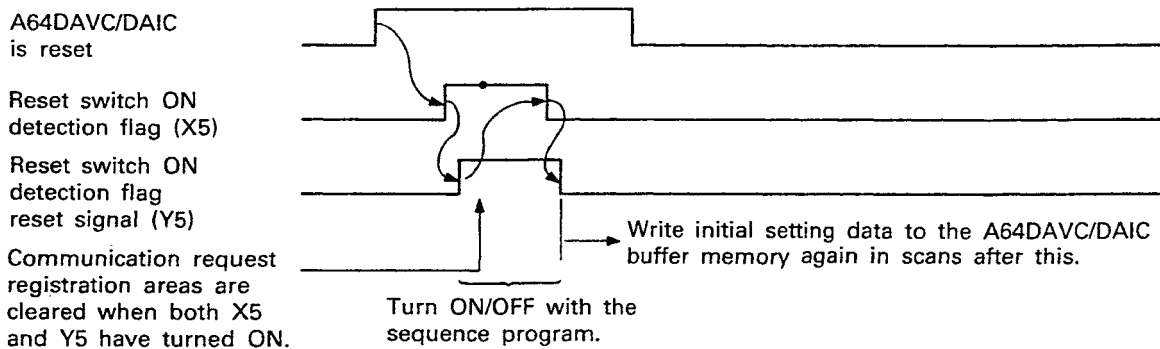 A64DAVC/DAIC
is reset
Reset switch ON
detection flag (X5)
Reset switch ON
detection flag
reset signal (Y5)
Communication request
registration areas are
cleared when both X5
and Y5 have turned ON.
Write initial setting data to the A64DAVC/DAIC
buffer memory again in scans after this.
Turn ON/OFF with the
sequence program.